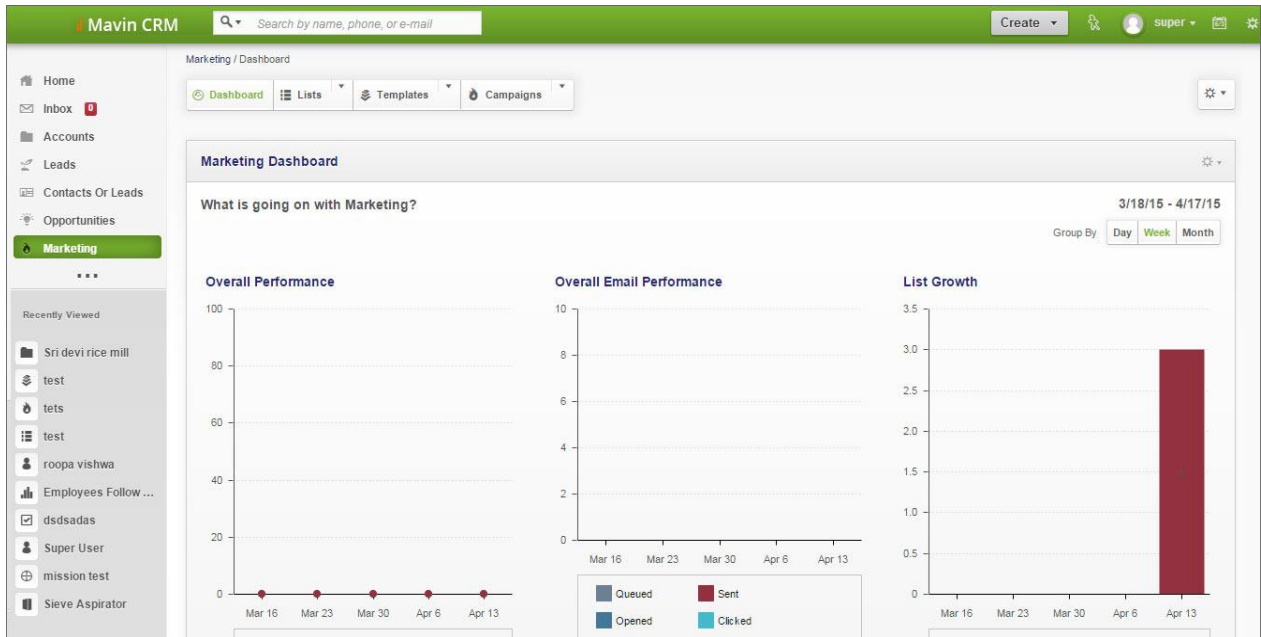 Mavin CRM
Search by name, phone, or e-mail
Create
super
Marketing / Dashboard
Home
Inbox 0
Accounts
Leads
Contacts Or Leads
Opportunities
Marketing
...
Recently Viewed
Sri devi rice mill
test
tets
test
roopa vishwa
Employees Follow ...
dsdsadas
Super User
mission test
Sieve Aspirator
Dashboard Lists Templates Campaigns
Marketing Dashboard
What is going on with Marketing?
3/18/15 - 4/17/15
Group By Day Week Month
Overall Performance
100
80
60
40
20
0
Mar 16 Mar 23 Mar 30 Apr 6 Apr 13
Overall Email Performance
10
8
6
4
2
0
Mar 16 Mar 23 Mar 30 Apr 6 Apr 13
Queued Sent
Opened Clicked
List Growth
3.5
3.0
2.5
2.0
1.5
1.0
0.5
0
Mar 16 Mar 23 Mar 30 Apr 6 Apr 13